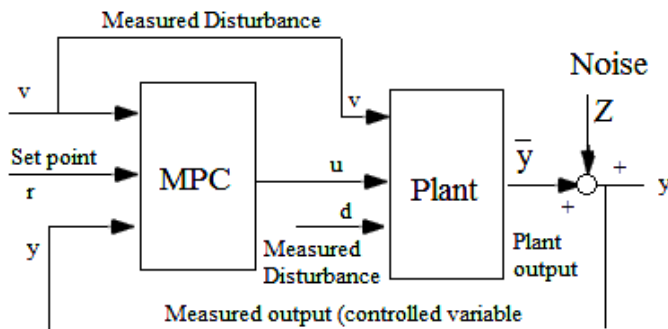 Measured Disturbance
Noise
v
v
Z
Set point
MPC
u
Plant
y
+
y
r
+
y
d
Measured
Disturbance
Plant
output
Measured output (controlled variable